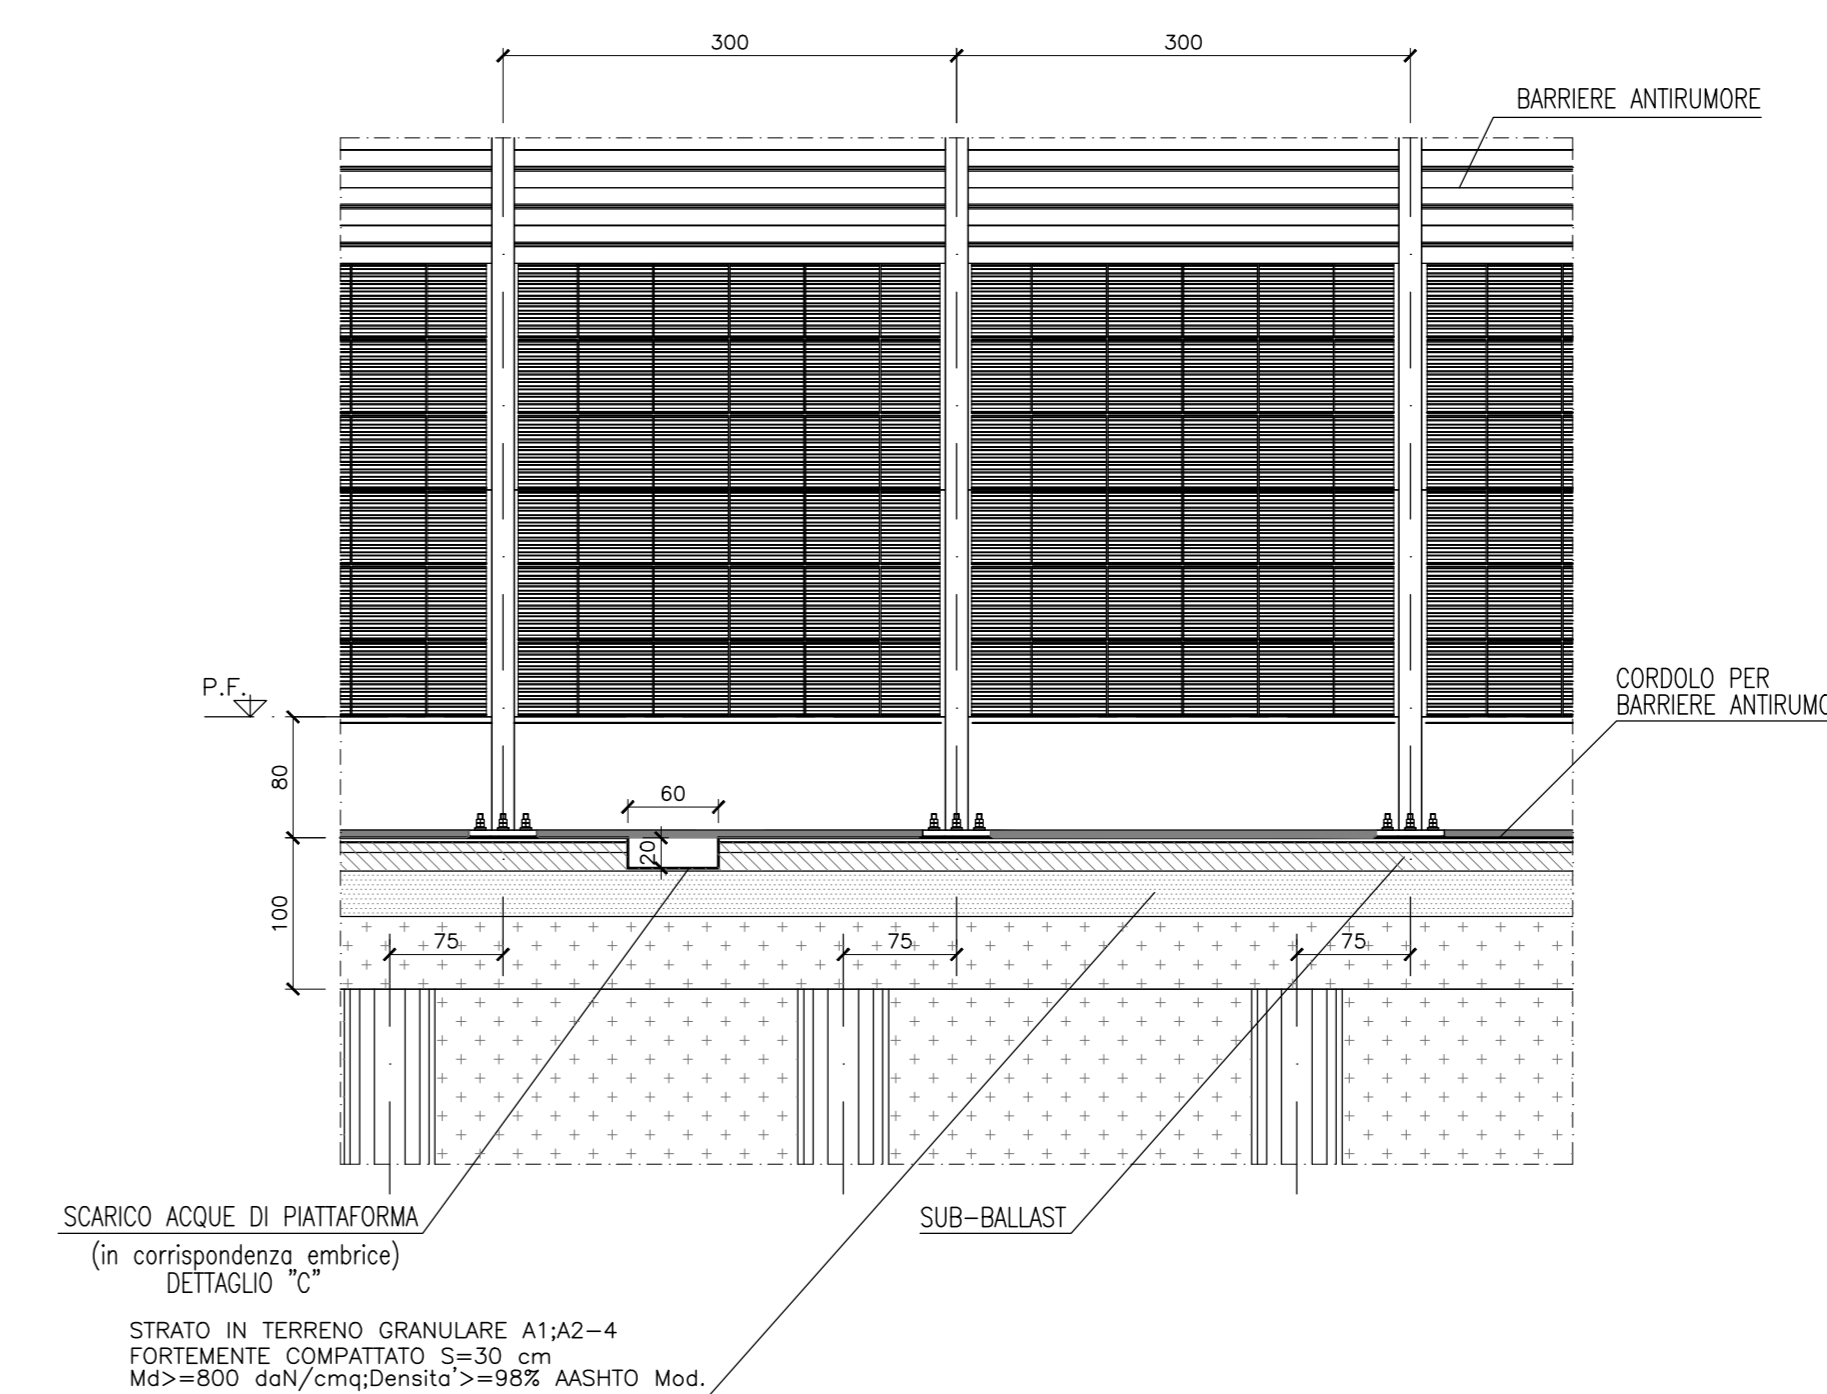 300
300
BARRIERE ANTIRUMORE
P.F.
CORDOLO PER
BARRIERE ANTIRUMO
80
60
20
100
75
75
75
SCARICO ACQUE DI PIATTAFORMA
(in corrispondenza embrice)
DETTAGLIO "C"
SUB-BALLAST
STRATO IN TERRENO GRANULARE A1;A2-4
FORTEMENTE COMPATTATO S=30 cm
Md>=800 daN/cmq;Densita'>=98% AASHTO Mod.